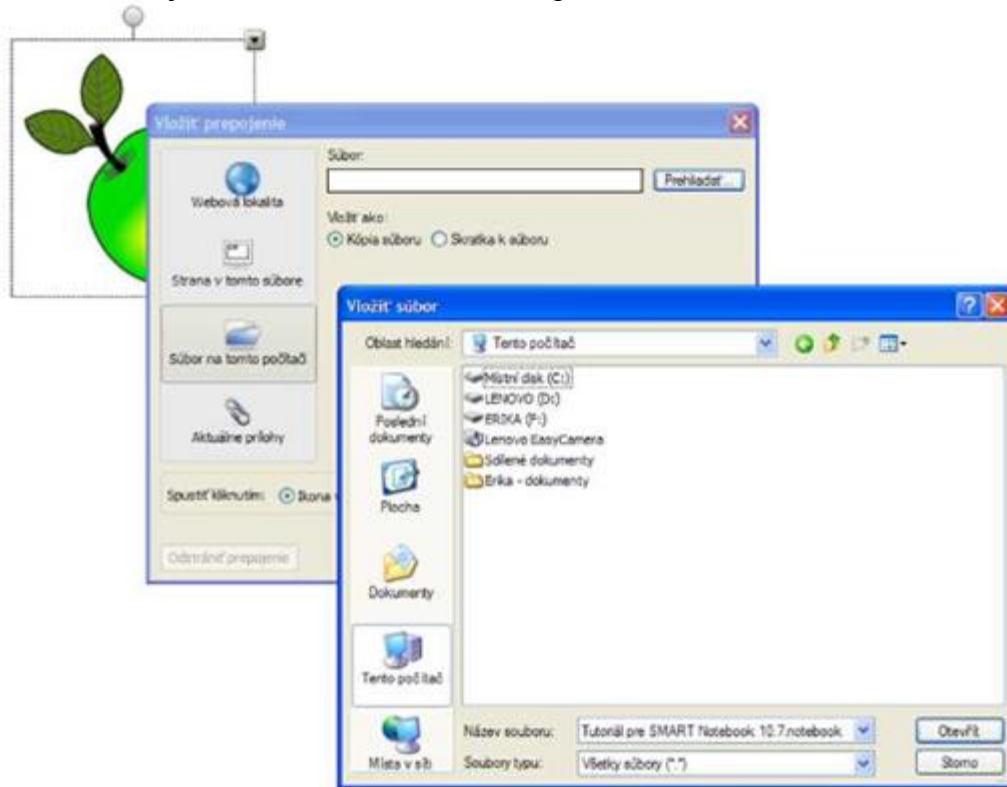 Vložiť prepojenie
Webová lokalita
Strana v tomto súbore
Súbor na tomto počítači
Aktuálne prílohy
Súbor:
Prehliadať...
Vložiť ako:
Kópia súboru
Skratka k súboru
Spustiť kliknutím:
Ikona
Odstrániť prepojenie
Vložiť súbor
Oblast hledání:
Tento počítač
Místní disk (C:)
LENOVO (D:)
ERIKA (F:)
Lenovo EasyCamera
Sdílené dokumenty
Erika - dokumenty
Poslední
dokumenty
Plocha
Dokumenty
Tento počítač
Místa v síti
Název souboru:
Tutoriál pre SMART Notebook 10.7.notebook
Otevřít
Soubory typu:
Všetky súbory (*.*)
Storno